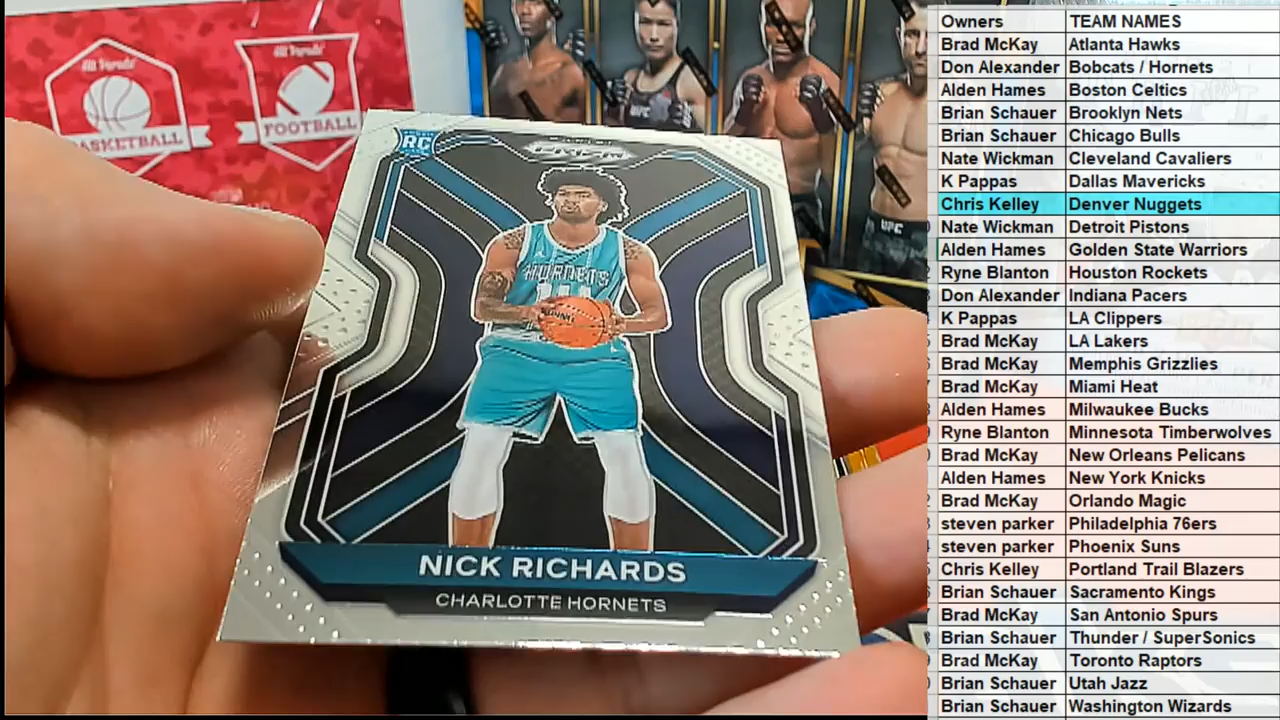 All Parade
BASKETBALL
All Parade
FOOTBALL
UFC
UFC
RC
PRIZM
HORNETS
NICK RICHARDS
CHARLOTTE HORNETS
Owners TEAM NAMES
Brad McKay Atlanta Hawks
Don Alexander Bobcats / Hornets
Alden Hames Boston Celtics
Brian Schauer Brooklyn Nets
Brian Schauer Chicago Bulls
Nate Wickman Cleveland Cavaliers
K Pappas Dallas Mavericks
Chris Kelley Denver Nuggets
Nate Wickman Detroit Pistons
Alden Hames Golden State Warriors
Ryne Blanton Houston Rockets
Don Alexander Indiana Pacers
K Pappas LA Clippers
Brad McKay LA Lakers
Brad McKay Memphis Grizzlies
Brad McKay Miami Heat
Alden Hames Milwaukee Bucks
Ryne Blanton Minnesota Timberwolves
Brad McKay New Orleans Pelicans
Alden Hames New York Knicks
Brad McKay Orlando Magic
steven parker Philadelphia 76ers
steven parker Phoenix Suns
Chris Kelley Portland Trail Blazers
Brian Schauer Sacramento Kings
Brad McKay San Antonio Spurs
Brian Schauer Thunder / SuperSonics
Brad McKay Toronto Raptors
Brian Schauer Utah Jazz
Brian Schauer Washington Wizards